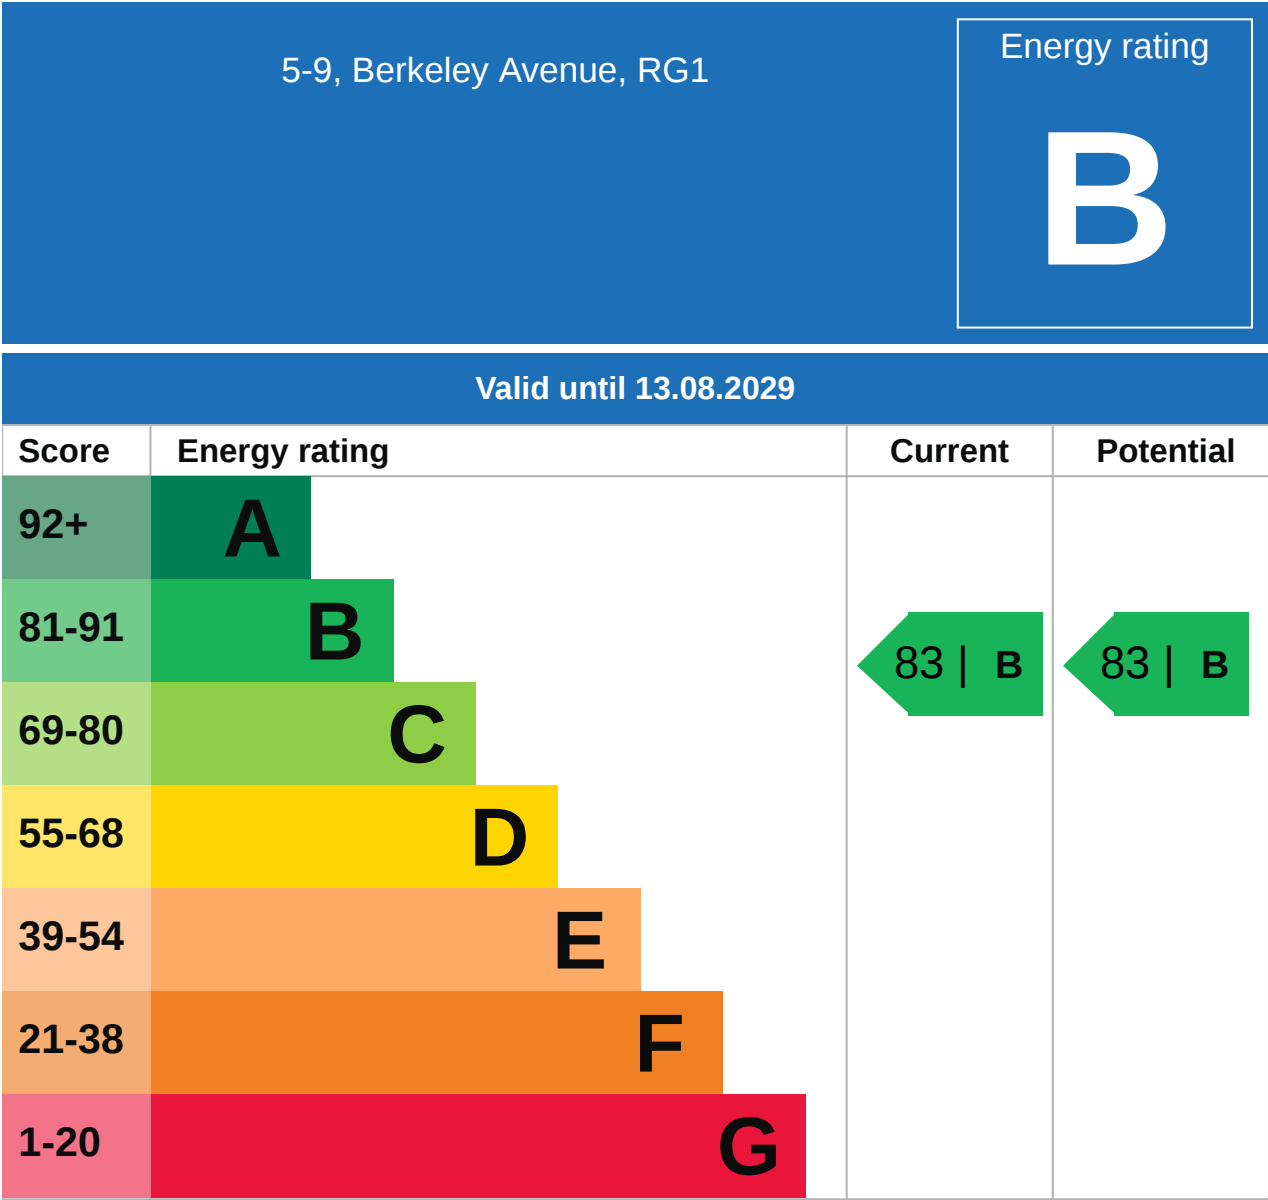 5-9, Berkeley Avenue, RG1
Energy rating
B
Valid until 13.08.2029
Score Energy rating Current Potential
92+ A
81-91 B
83 | B 83 | B
69-80 C
55-68 D
39-54 E
21-38 F
1-20 G